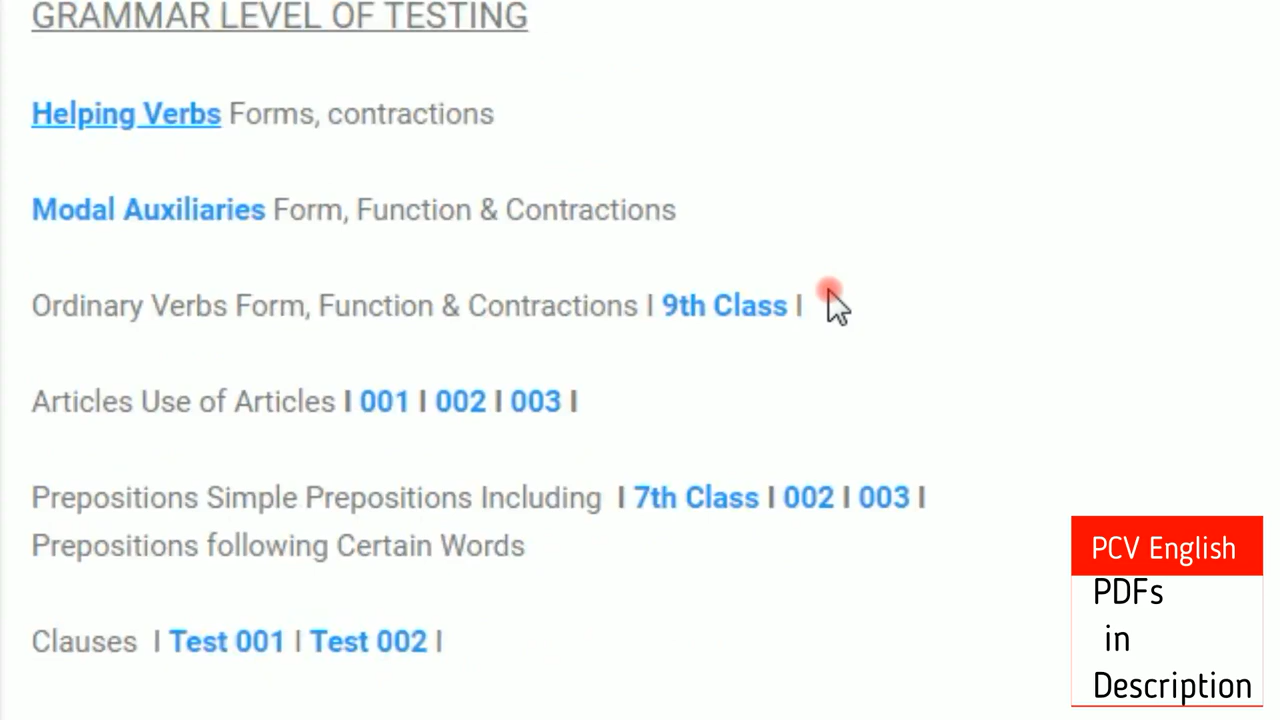 GRAMMAR LEVEL OF TESTING
Helping Verbs Forms, contractions
Modal Auxiliaries Form, Function & Contractions
Ordinary Verbs Form, Function & Contractions I 9th Class I
Articles Use of Articles I 001 I 002 I 003 I
Prepositions Simple Prepositions Including I 7th Class I 002 I 003 I
Prepositions following Certain Words
Clauses I Test 001 I Test 002 I
PCV English
PDFs
in
Description